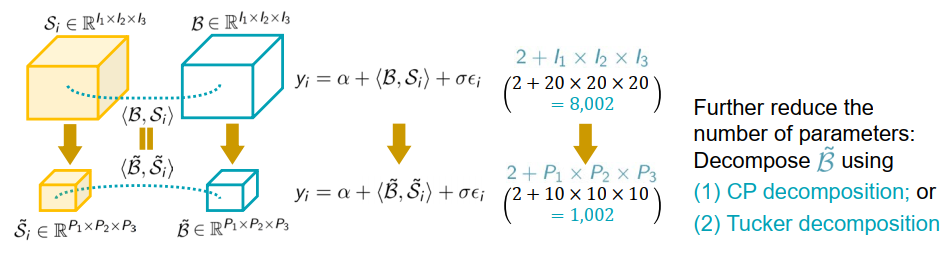 𝒮ᵢ ∈ ℝ^{I₁×I₂×I₃}
ℬ ∈ ℝ^{I₁×I₂×I₃}
⟨ℬ, 𝒮ᵢ⟩
=
⟨ℬ̃, 𝒮̃ᵢ⟩
𝒮̃ᵢ ∈ ℝ^{P₁×P₂×P₃}
ℬ̃ ∈ ℝ^{P₁×P₂×P₃}
yᵢ = α + ⟨ℬ, 𝒮ᵢ⟩ + σϵᵢ
yᵢ = α + ⟨ℬ̃, 𝒮̃ᵢ⟩ + σϵᵢ
2 + I₁ × I₂ × I₃
(2 + 20 × 20 × 20
= 8,002)
2 + P₁ × P₂ × P₃
(2 + 10 × 10 × 10
= 1,002)
Further reduce the
number of parameters:
Decompose ℬ̃ using
(1) CP decomposition; or
(2) Tucker decomposition